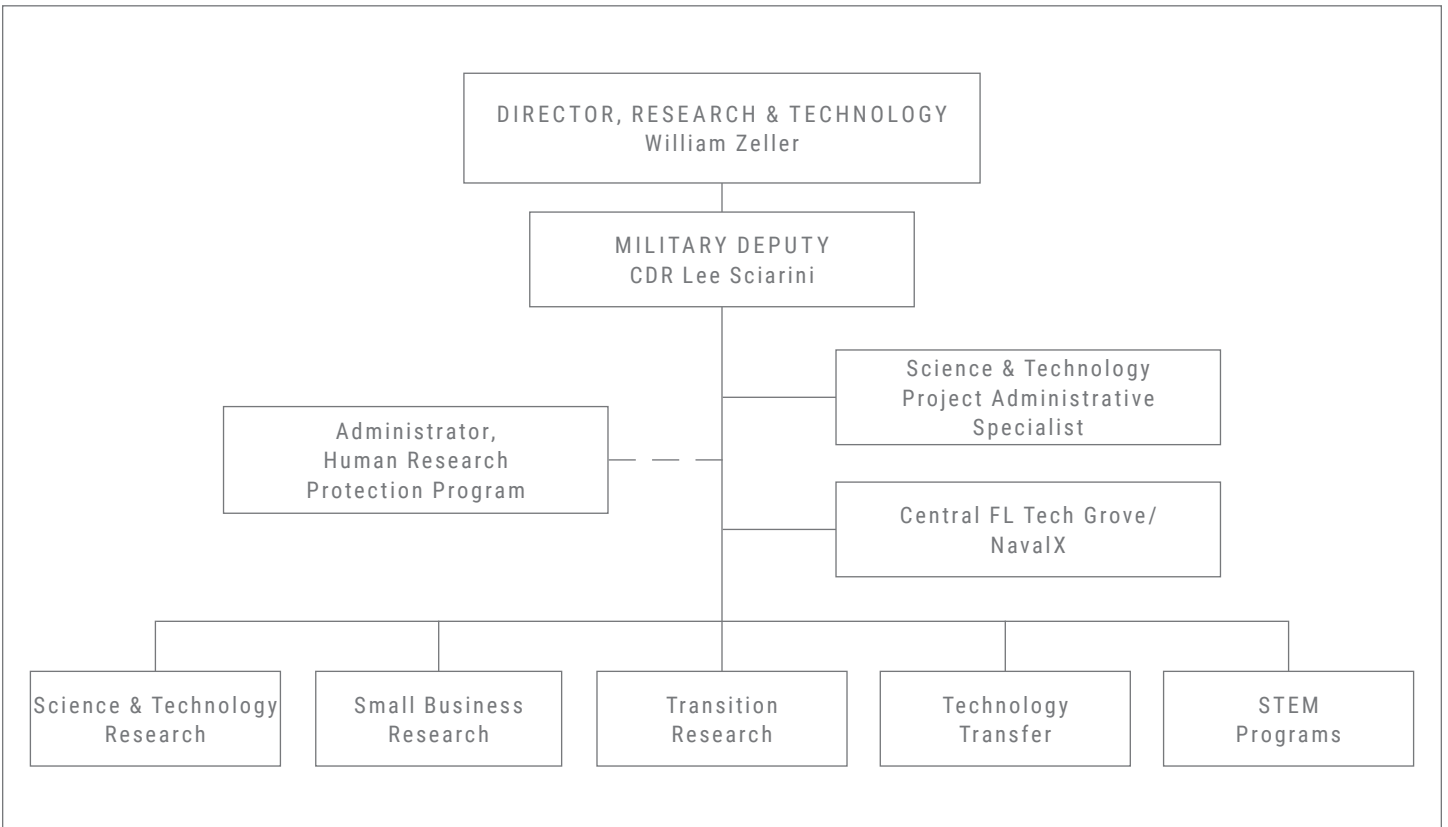 DIRECTOR, RESEARCH & TECHNOLOGY
William Zeller
MILITARY DEPUTY
CDR Lee Sciarini
Science & Technology
Project Administrative
Specialist
Administrator,
Human Research
Protection Program
Central FL Tech Grove/
NavalX
Science & Technology
Research
Small Business
Research
Transition
Research
Technology
Transfer
STEM
Programs